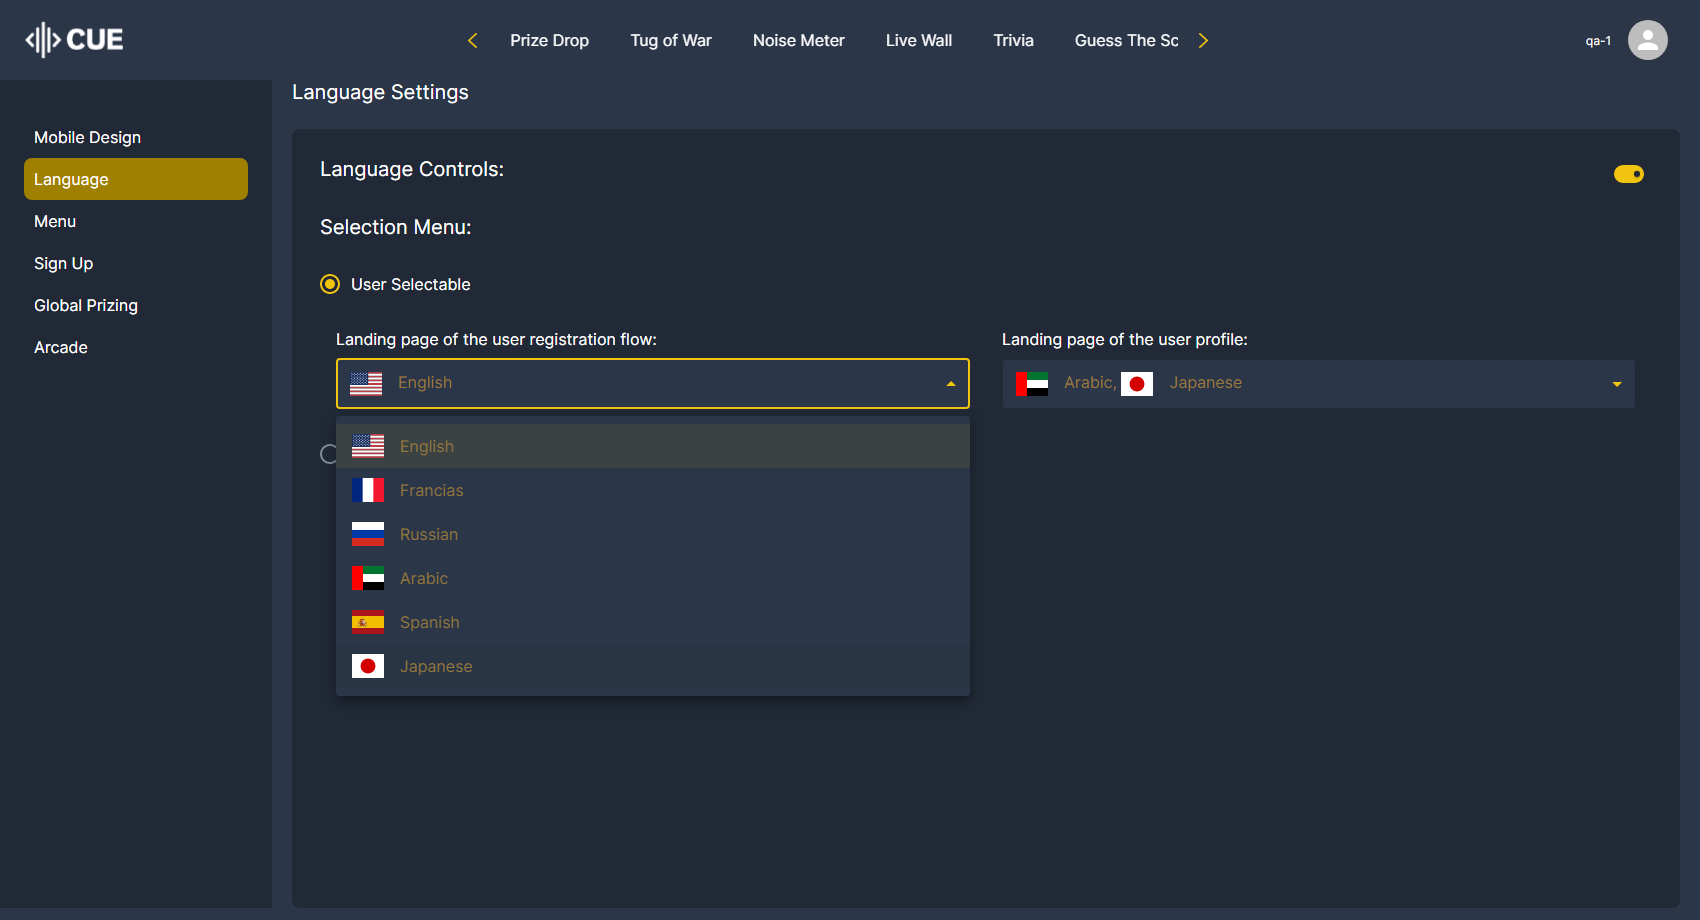 CUE
Prize Drop Tug of War Noise Meter Live Wall Trivia Guess The Sc
qa-1
Mobile Design
Language
Menu
Sign Up
Global Prizing
Arcade
Language Settings
Language Controls:
Selection Menu:
User Selectable
Landing page of the user registration flow:
English
English
Francias
Russian
Arabic
Spanish
Japanese
Landing page of the user profile:
Arabic, Japanese